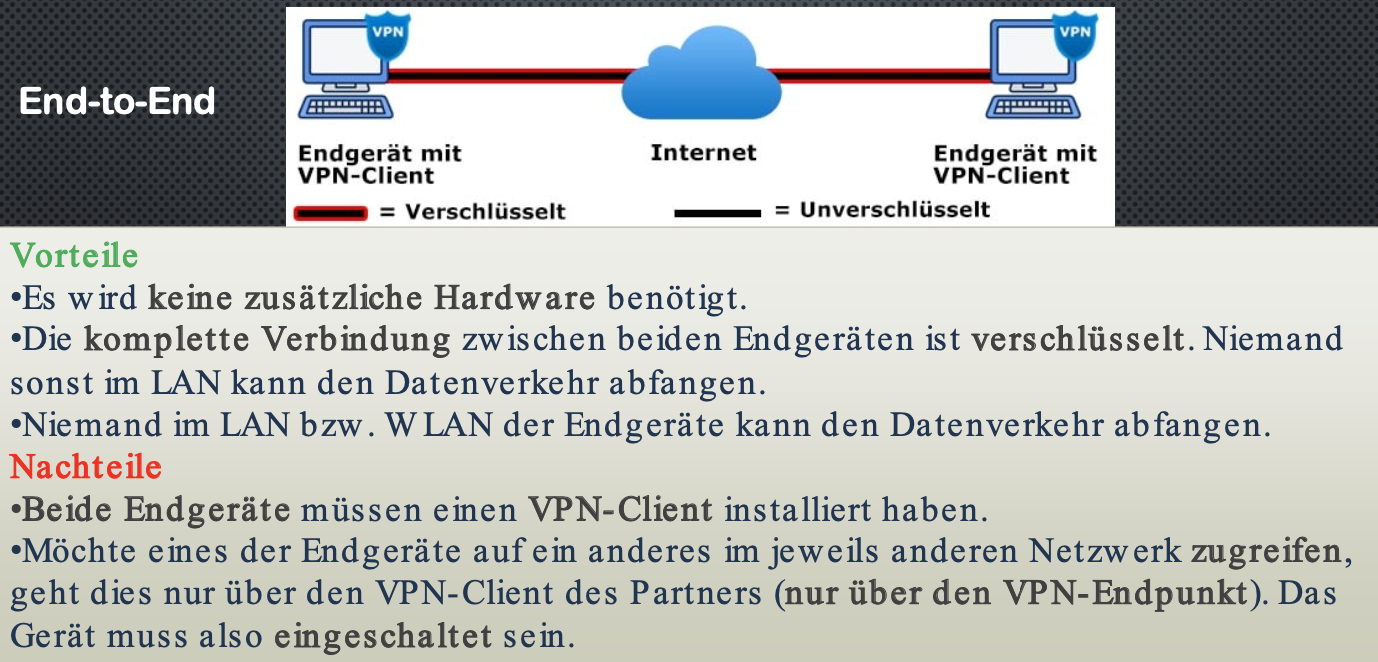 VPN
VPN
End-to-End
Endgerät mit
VPN-Client
Internet
Endgerät mit
VPN-Client
= Verschlüsselt
= Unverschlüsselt
Vorteile
•Es wird keine zusätzliche Hardware benötigt.
•Die komplette Verbindung zwischen beiden Endgeräten ist verschlüsselt. Niemand
sonst im LAN kann den Datenverkehr abfangen.
•Niemand im LAN bzw. WLAN der Endgeräte kann den Datenverkehr abfangen.
Nachteile
•Beide Endgeräte müssen einen VPN-Client installiert haben.
•Möchte eines der Endgeräte auf ein anderes im jeweils anderen Netzwerk zugreifen,
geht dies nur über den VPN-Client des Partners (nur über den VPN-Endpunkt). Das
Gerät muss also eingeschaltet sein.